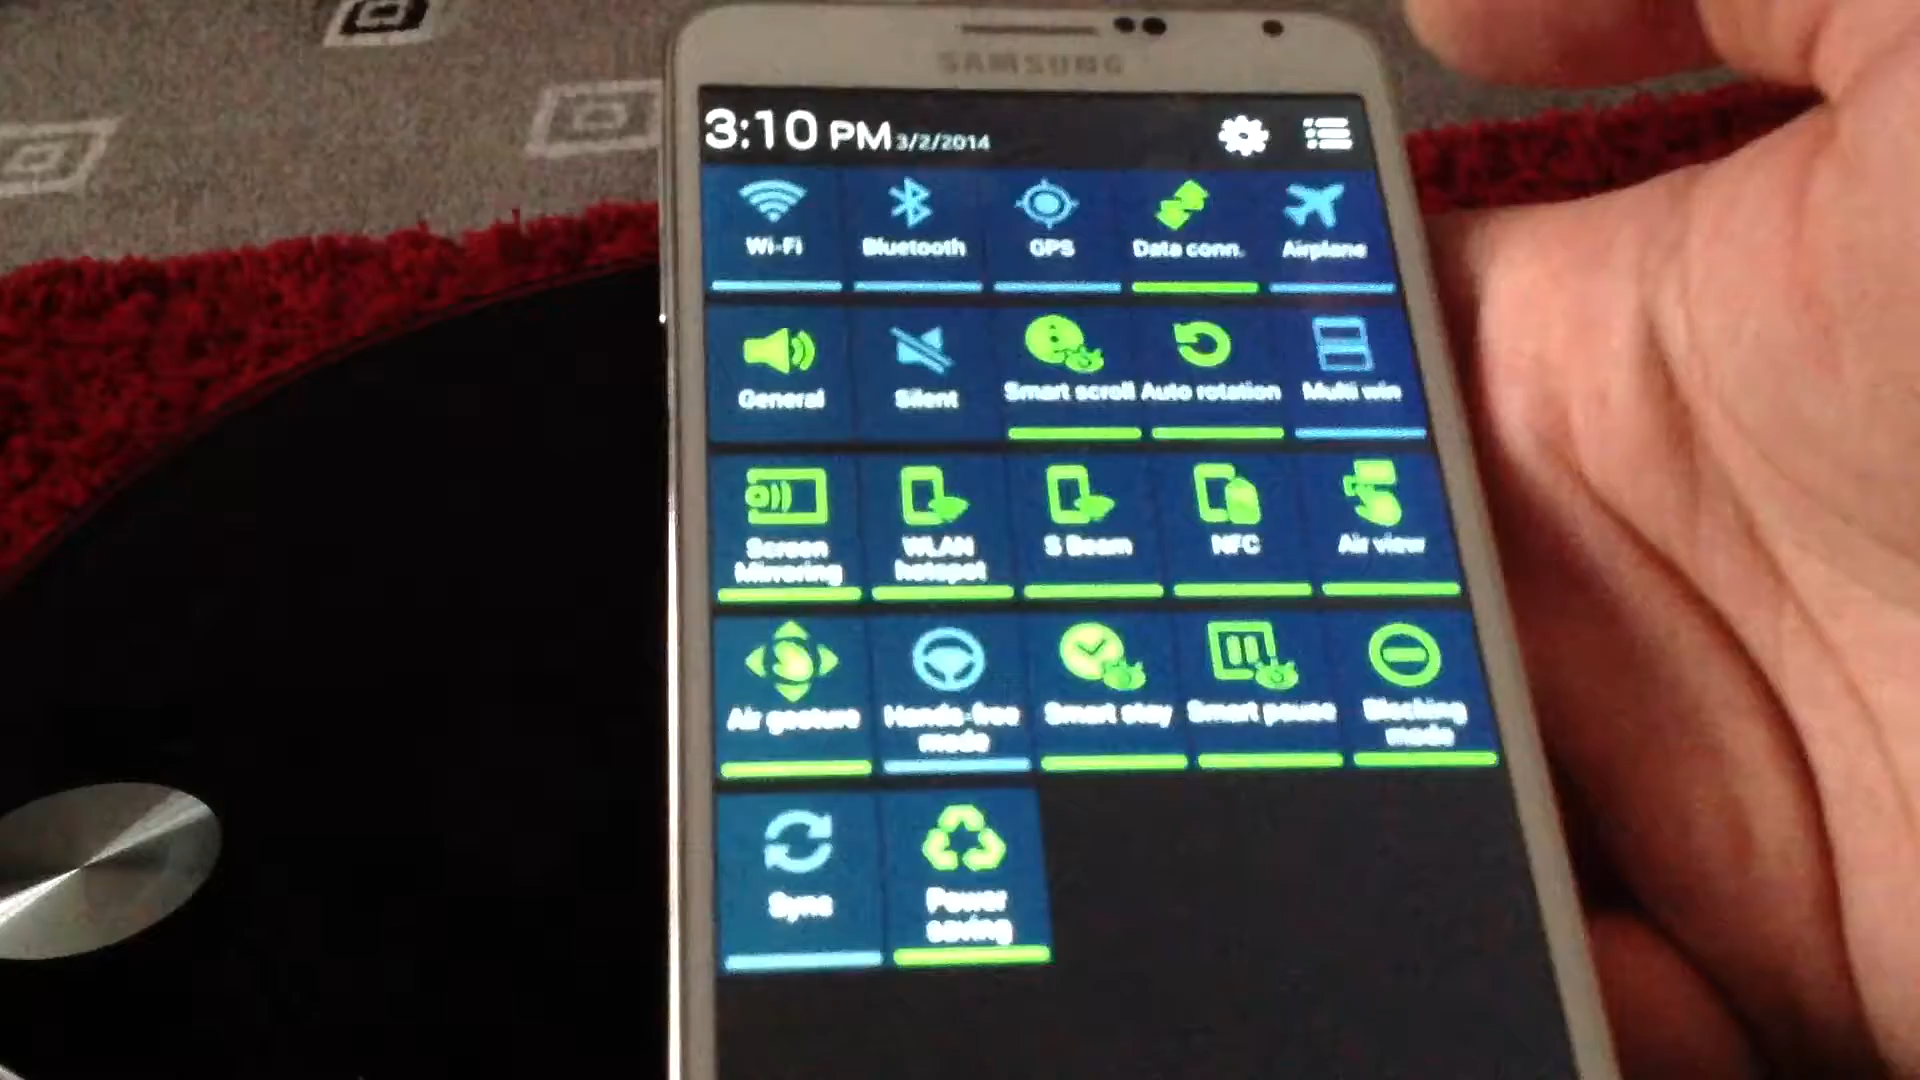 SAMSUNG
3:10 PM 3/2/2014
Wi-Fi Bluetooth GPS Data conn. Airplane
General Silent Smart scroll Auto rotation Multi win
Screen Mirroring WLAN hotspot S Beam NFC Air view
Air gesture Hands-free mode Smart stay Smart pause Blocking mode
Sync Power saving